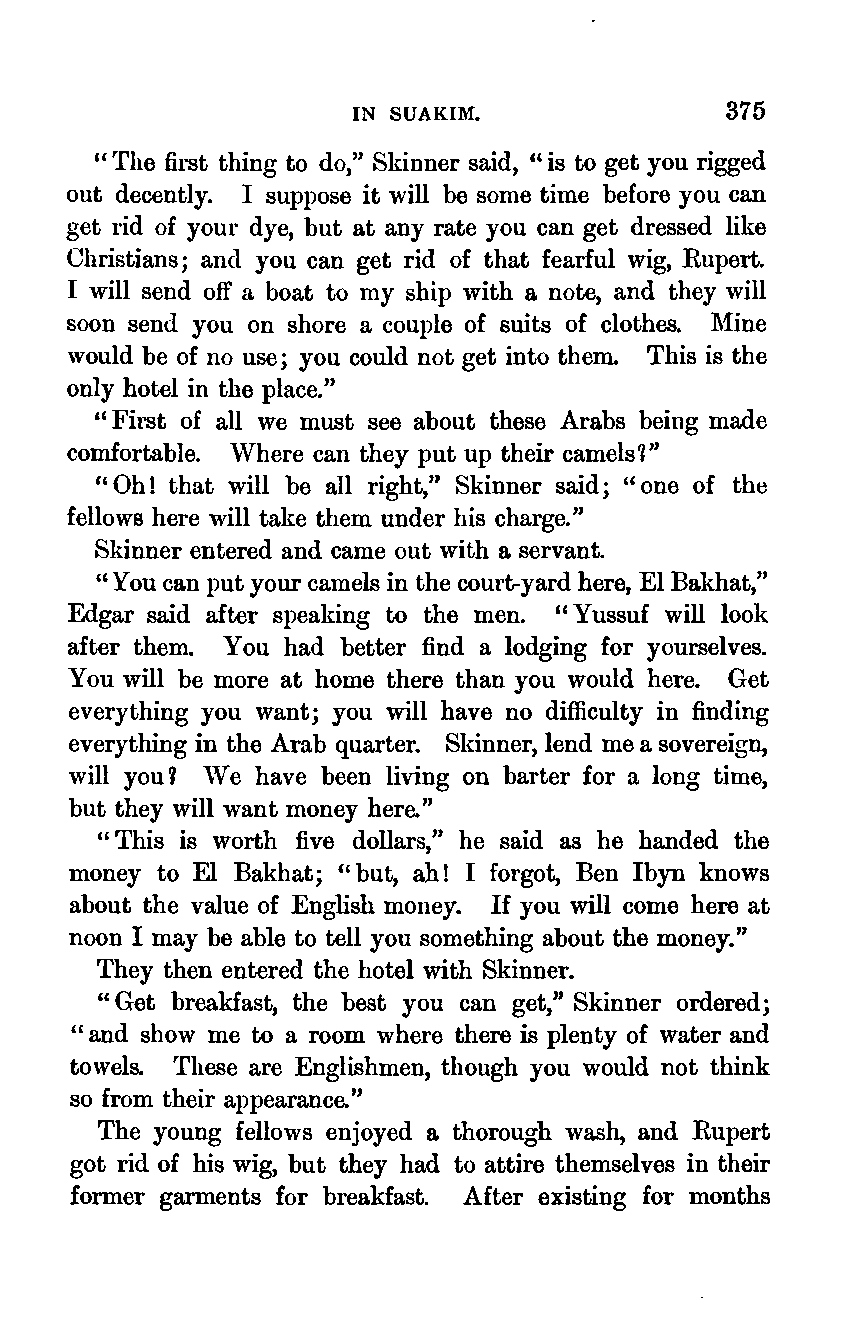 IN SUAKIM. 375
"The first thing to do," Skinner said, "is to get you rigged
out decently. I suppose it will be some time before you can
get rid of your dye, but at any rate you can get dressed like
Christians; and you can get rid of that fearful wig, Rupert.
I will send off a boat to my ship with a note, and they will
soon send you on shore a couple of suits of clothes. Mine
would be of no use; you could not get into them. This is the
only hotel in the place."
"First of all we must see about these Arabs being made
comfortable. Where can they put up their camels?"
"Oh! that will be all right," Skinner said; "one of the
fellows here will take them under his charge."
Skinner entered and came out with a servant.
"You can put your camels in the court-yard here, El Bakhat,"
Edgar said after speaking to the men. "Yussuf will look
after them. You had better find a lodging for yourselves.
You will be more at home there than you would here. Get
everything you want; you will have no difficulty in finding
everything in the Arab quarter. Skinner, lend me a sovereign,
will you? We have been living on barter for a long time,
but they will want money here."
"This is worth five dollars," he said as he handed the
money to El Bakhat; "but, ah! I forgot, Ben Ibyn knows
about the value of English money. If you will come here at
noon I may be able to tell you something about the money."
They then entered the hotel with Skinner.
"Get breakfast, the best you can get," Skinner ordered;
"and show me to a room where there is plenty of water and
towels. These are Englishmen, though you would not think
so from their appearance."
The young fellows enjoyed a thorough wash, and Rupert
got rid of his wig, but they had to attire themselves in their
former garments for breakfast. After existing for months